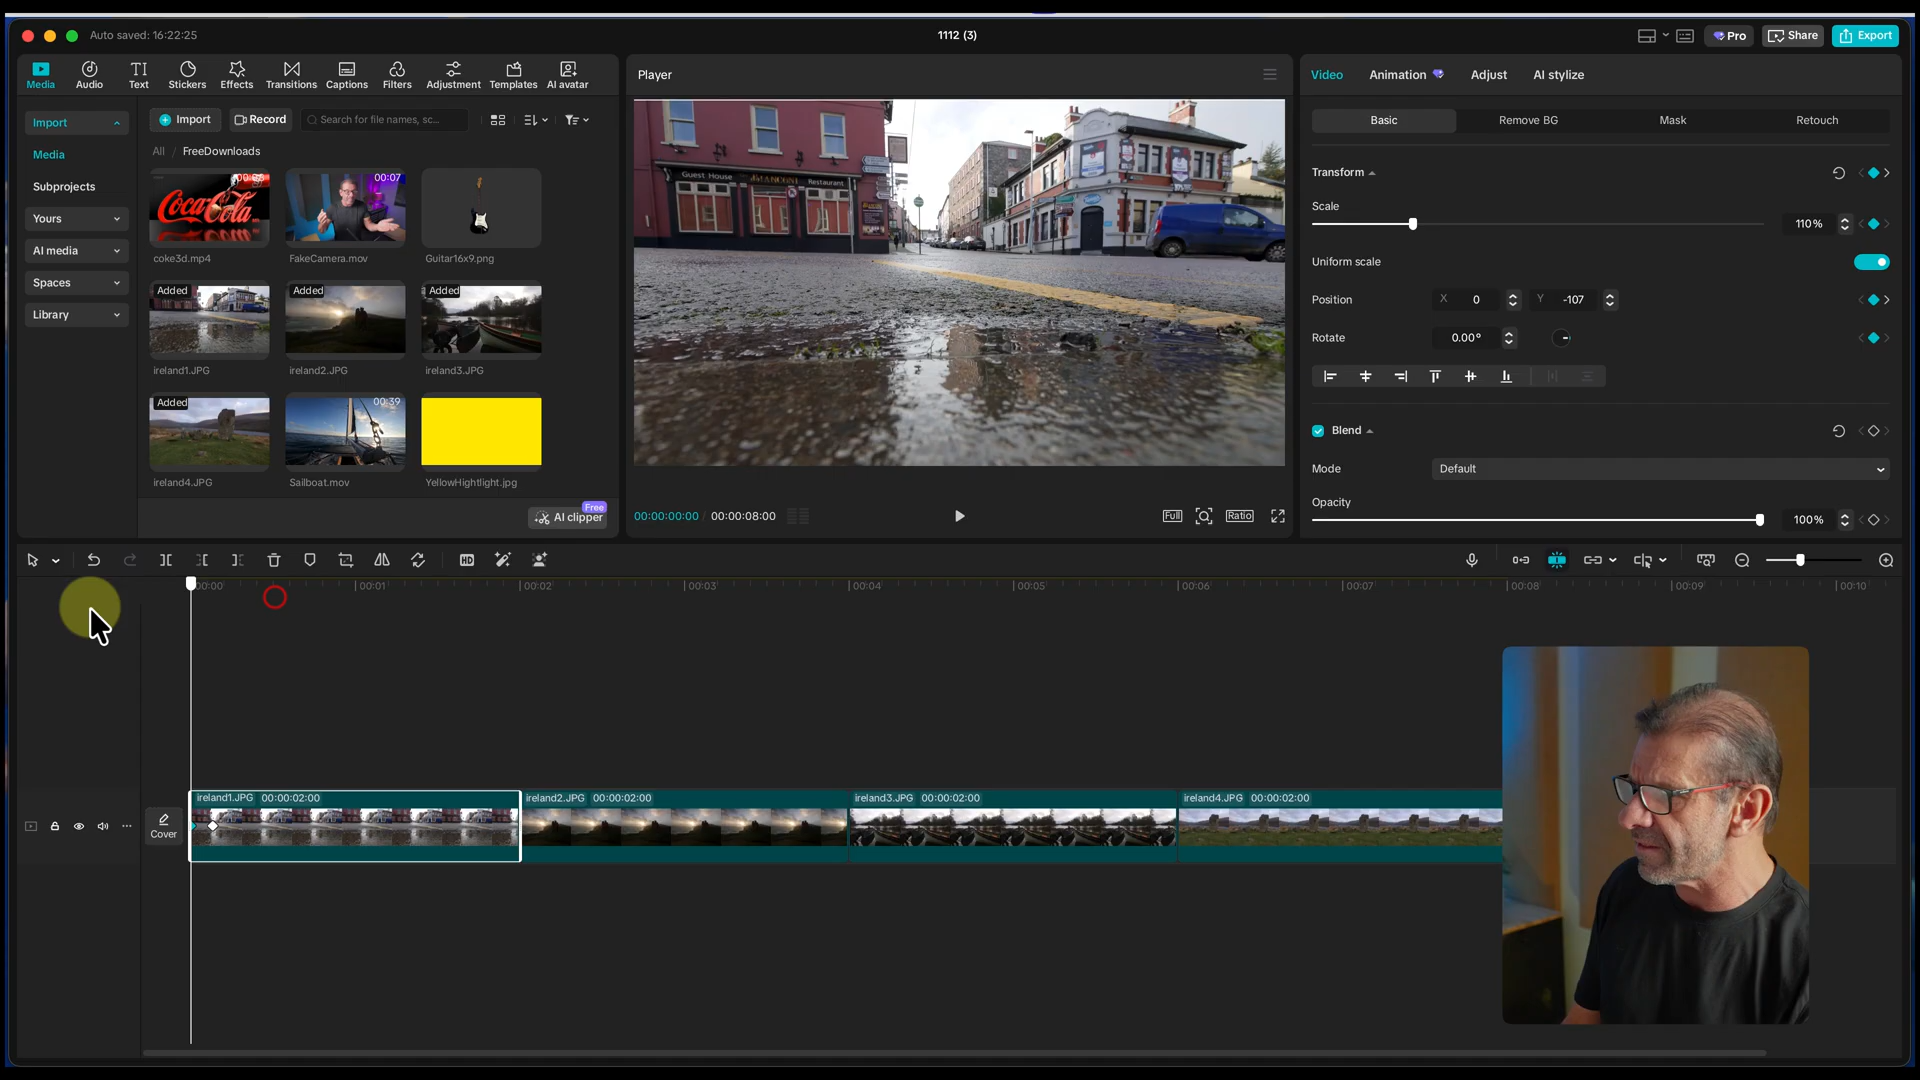 Auto saved: 16:22:25
1112 (3)
Pro
Share
Export
Media
Audio
Text
Stickers
Effects
Transitions
Captions
Filters
Adjustment
Templates
AI avatar
Import
Media
Subprojects
Yours
AI media
Spaces
Library
Import
Record
Search for file names, sc...
All / FreeDownloads
Coca-Cola
coke3d.mp4
00:07
FakeCamera.mov
Guitar16x9.png
Added
ireland1.JPG
Added
ireland2.JPG
Added
ireland3.JPG
Added
ireland4.JPG
00:39
Sailboat.mov
YellowHightlight.jpg
Free
AI clipper
Player
Guest House
Restaurant
00:00:00:00 / 00:00:08:00
Full
Ratio
Video
Animation
Adjust
AI stylize
Basic
Remove BG
Mask
Retouch
Transform
Scale
110%
Uniform scale
Position
X 0
Y -107
Rotate
0.00°
Blend
Mode
Default
Opacity
100%
HD
00:00
00:01
00:02
00:03
00:04
00:05
00:06
00:07
00:08
00:09
00:10
Cover
ireland1.JPG 00:00:02:00
ireland2.JPG 00:00:02:00
ireland3.JPG 00:00:02:00
ireland4.JPG 00:00:02:00